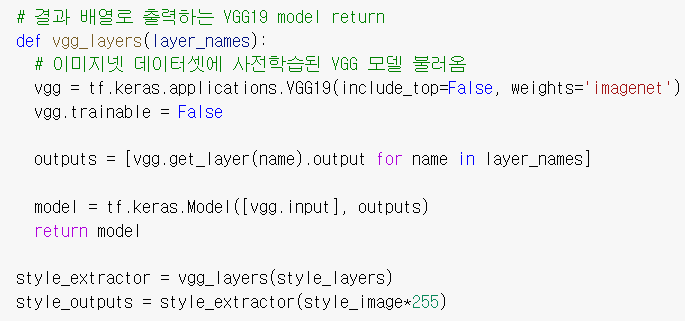 # 결과 배열로 출력하는 VGG19 model return
def vgg_layers(layer_names):
  # 이미지넷 데이터셋에 사전학습된 VGG 모델 불러옴
  vgg = tf.keras.applications.VGG19(include_top=False, weights='imagenet')
  vgg.trainable = False

  outputs = [vgg.get_layer(name).output for name in layer_names]

  model = tf.keras.Model([vgg.input], outputs)
  return model

style_extractor = vgg_layers(style_layers)
style_outputs = style_extractor(style_image*255)